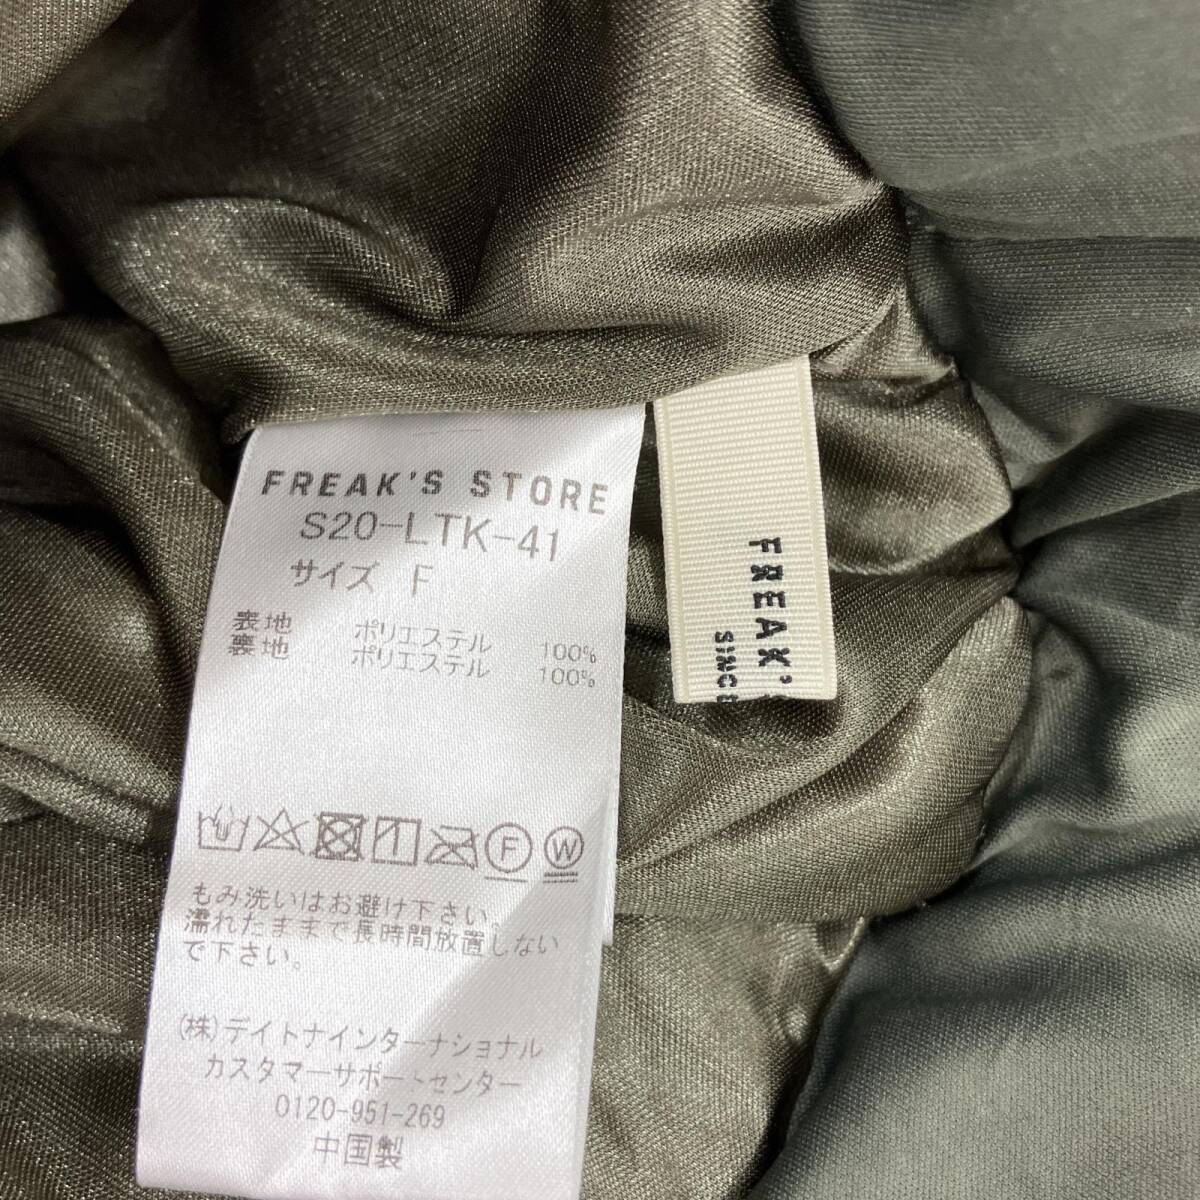 FREAK'S STORE
S20-LTK-41
サイズ F
表地 ポリエステル 100%
裏地 ポリエステル 100%
F W
もみ洗いはお避け下さい。
濡れたままで長時間放置しない
で下さい。
(株)デイトナインターナショナル
カスタマーサポートセンター
0120-951-269
中国製
FREAK'S
SINCE